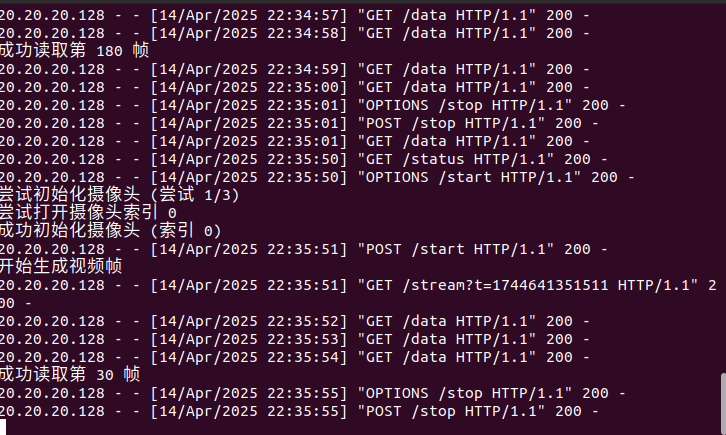 20.20.20.128 - - [14/Apr/2025 22:34:57] "GET /data HTTP/1.1" 200 -
20.20.20.128 - - [14/Apr/2025 22:34:58] "GET /data HTTP/1.1" 200 -
成功读取第 180 帧
20.20.20.128 - - [14/Apr/2025 22:34:59] "GET /data HTTP/1.1" 200 -
20.20.20.128 - - [14/Apr/2025 22:35:00] "GET /data HTTP/1.1" 200 -
20.20.20.128 - - [14/Apr/2025 22:35:01] "OPTIONS /stop HTTP/1.1" 200 -
20.20.20.128 - - [14/Apr/2025 22:35:01] "POST /stop HTTP/1.1" 200 -
20.20.20.128 - - [14/Apr/2025 22:35:01] "GET /data HTTP/1.1" 200 -
20.20.20.128 - - [14/Apr/2025 22:35:50] "GET /status HTTP/1.1" 200 -
20.20.20.128 - - [14/Apr/2025 22:35:50] "OPTIONS /start HTTP/1.1" 200 -
尝试初始化摄像头 (尝试 1/3)
尝试打开摄像头索引 0
成功初始化摄像头 (索引 0)
20.20.20.128 - - [14/Apr/2025 22:35:51] "POST /start HTTP/1.1" 200 -
开始生成视频帧
20.20.20.128 - - [14/Apr/2025 22:35:51] "GET /stream?t=1744641351511 HTTP/1.1" 2
00 -
20.20.20.128 - - [14/Apr/2025 22:35:52] "GET /data HTTP/1.1" 200 -
20.20.20.128 - - [14/Apr/2025 22:35:53] "GET /data HTTP/1.1" 200 -
20.20.20.128 - - [14/Apr/2025 22:35:54] "GET /data HTTP/1.1" 200 -
成功读取第 30 帧
20.20.20.128 - - [14/Apr/2025 22:35:55] "OPTIONS /stop HTTP/1.1" 200 -
20.20.20.128 - - [14/Apr/2025 22:35:55] "POST /stop HTTP/1.1" 200 -